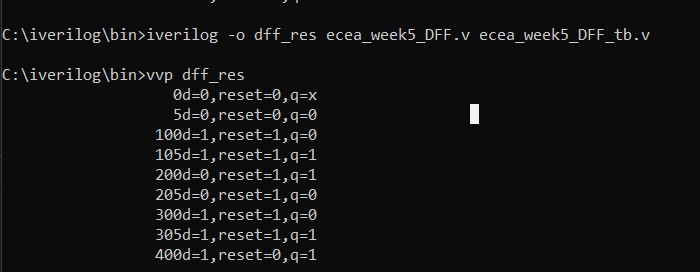 C:\iverilog\bin>iverilog -o dff_res ecea_week5_DFF.v ecea_week5_DFF_tb.v
C:\iverilog\bin>vvp dff_res
0d=0,reset=0,q=x
5d=0,reset=0,q=0
100d=1,reset=1,q=0
105d=1,reset=1,q=1
200d=0,reset=1,q=1
205d=0,reset=1,q=0
300d=1,reset=1,q=0
305d=1,reset=1,q=1
400d=1,reset=0,q=1